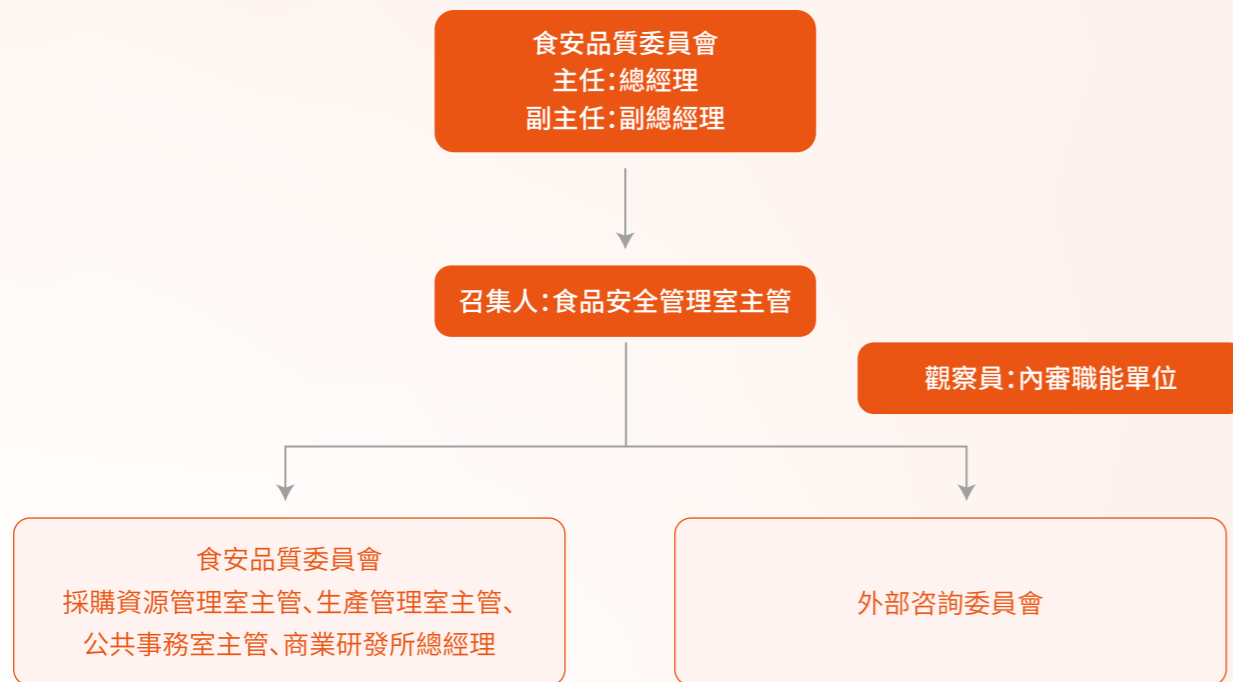 食安品質委員會
主任:總經理
副主任:副總經理
召集人:食品安全管理室主管
觀察員:內審職能單位
食安品質委員會
採購資源管理室主管、生產管理室主管、
公共事務室主管、商業研發所總經理
外部咨詢委員會